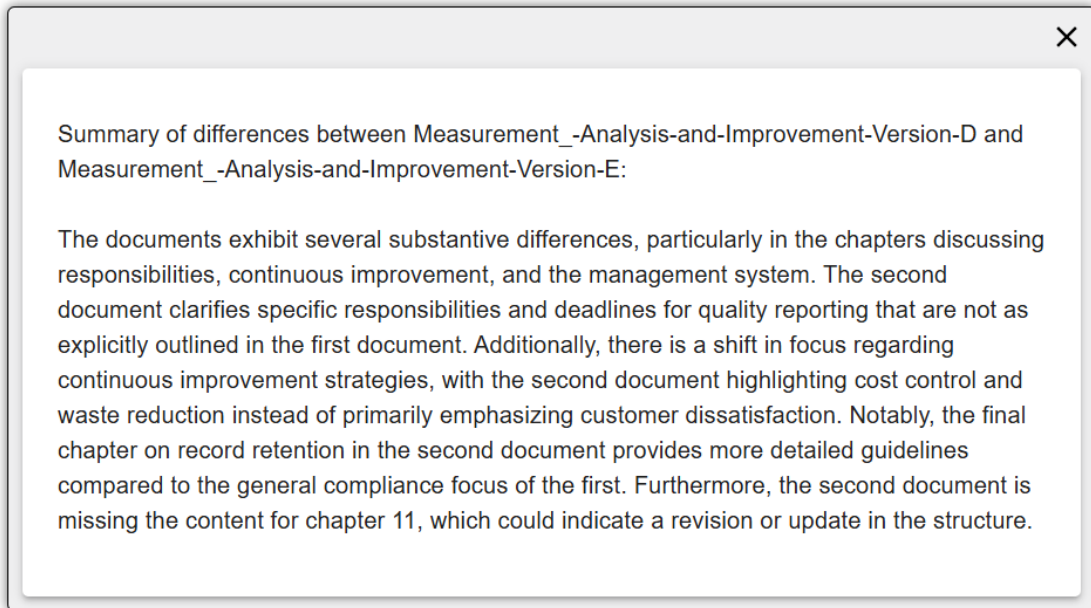 Summary of differences between Measurement_-Analysis-and-Improvement-Version-D and
Measurement_-Analysis-and-Improvement-Version-E:
The documents exhibit several substantive differences, particularly in the chapters discussing
responsibilities, continuous improvement, and the management system. The second
document clarifies specific responsibilities and deadlines for quality reporting that are not as
explicitly outlined in the first document. Additionally, there is a shift in focus regarding
continuous improvement strategies, with the second document highlighting cost control and
waste reduction instead of primarily emphasizing customer dissatisfaction. Notably, the final
chapter on record retention in the second document provides more detailed guidelines
compared to the general compliance focus of the first. Furthermore, the second document is
missing the content for chapter 11, which could indicate a revision or update in the structure.